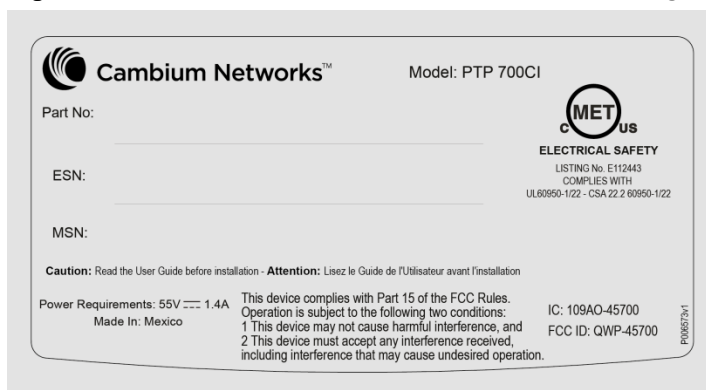 Cambium Networks™
Model: PTP 700CI
Part No:
C MET US
ELECTRICAL SAFETY
LISTING No. E112443
COMPLIES WITH
UL60950-1/22 - CSA 22.2 60950-1/22
ESN:
MSN:
Caution: Read the User Guide before installation - Attention: Lisez le Guide de l'Utilisateur avant l'installation
Power Requirements: 55V ⎓ 1.4A
Made In: Mexico
This device complies with Part 15 of the FCC Rules.
Operation is subject to the following two conditions:
1 This device may not cause harmful interference, and
2 This device must accept any interference received,
including interference that may cause undesired operation.
IC: 109AO-45700
FCC ID: QWP-45700
P006573v1